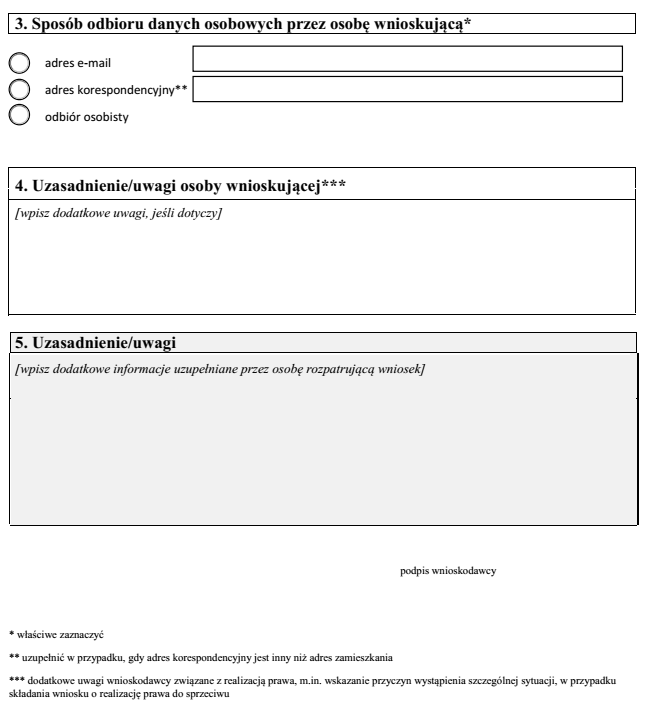 3. Sposób odbioru danych osobowych przez osobę wnioskującą*
adres e-mail
adres korespondencyjny**
odbiór osobisty
4. Uzasadnienie/uwagi osoby wnioskującej***
[wpisz dodatkowe uwagi, jeśli dotyczy]
5. Uzasadnienie/uwagi
[wpisz dodatkowe informacje uzupełniane przez osobę rozpatrującą wniosek]
podpis wnioskodawcy
* właściwe zaznaczyć
** uzupełnić w przypadku, gdy adres korespondencyjny jest inny niż adres zamieszkania
*** dodatkowe uwagi wnioskodawcy związane z realizacją prawa, m.in. wskazanie przyczyn wystąpienia szczególnej sytuacji, w przypadku
składania wniosku o realizację prawa do sprzeciwu